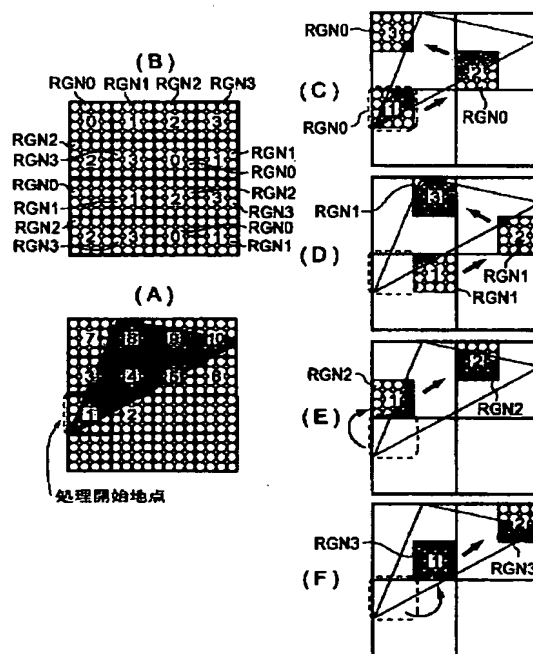 (B)
RGN0 RGN1 RGN2 RGN3
0 1 2 3
RGN2
RGN3
2 3 0 1
RGN1
RGN0
RGN0
RGN1
1 2 3
RGN2
RGN3
RGN2
RGN3
2 3 0 1
RGN0
RGN1
(A)
7 8 9 10
3 4 5 6
1 2
処理開始地点
RGN0
3
2
(C)
1
RGN0
RGN0
RGN1
3
2
(D)
1
RGN1
RGN1
RGN2
2
1
RGN2
(E)
2
RGN3
1
RGN3
(F)